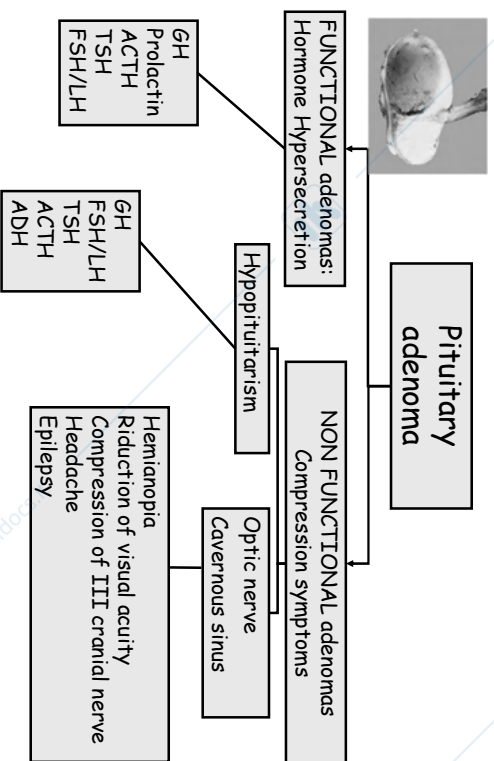 Pituitary
adenoma
FUNCTIONAL adenomas:
Hormone Hypersecretion
GH
Prolactin
ACTH
TSH
FSH/LH
NON FUNCTIONAL adenomas
Compression symptoms
Hypopituitarism
GH
FSH/LH
TSH
ACTH
ADH
Optic nerve
Cavernous sinus
Hemianopia
Riduction of visual acuity
Compression of III cranial nerve
Headache
Epilepsy
docs